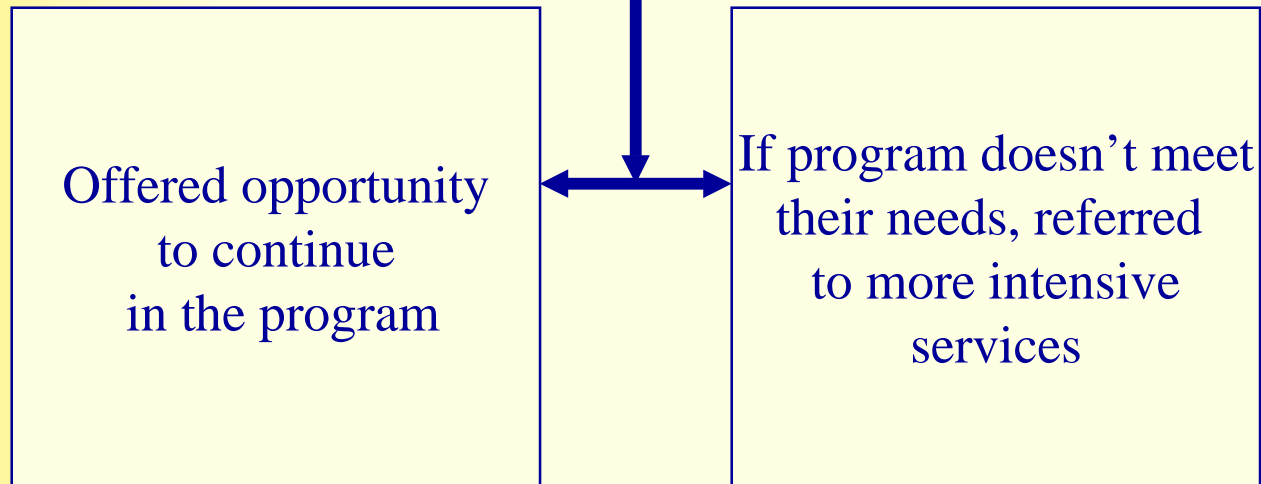 Offered opportunity
to continue
in the program
If program doesn’t meet
their needs, referred
to more intensive
services